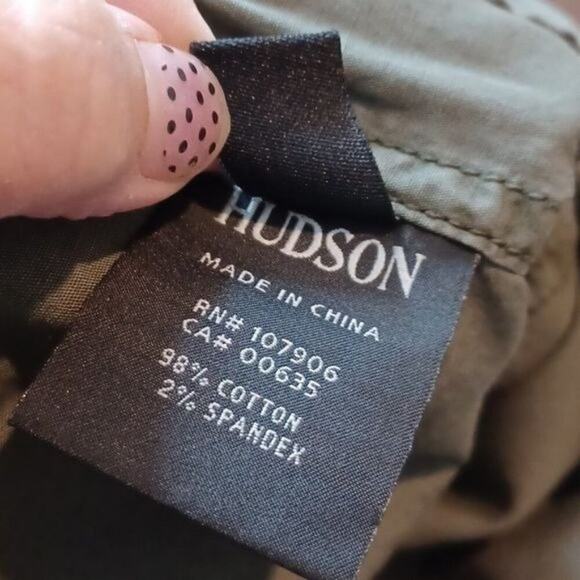 HUDSON
MADE IN CHINA
RN# 107906
CA# 00635
98% COTTON
2% SPANDEX